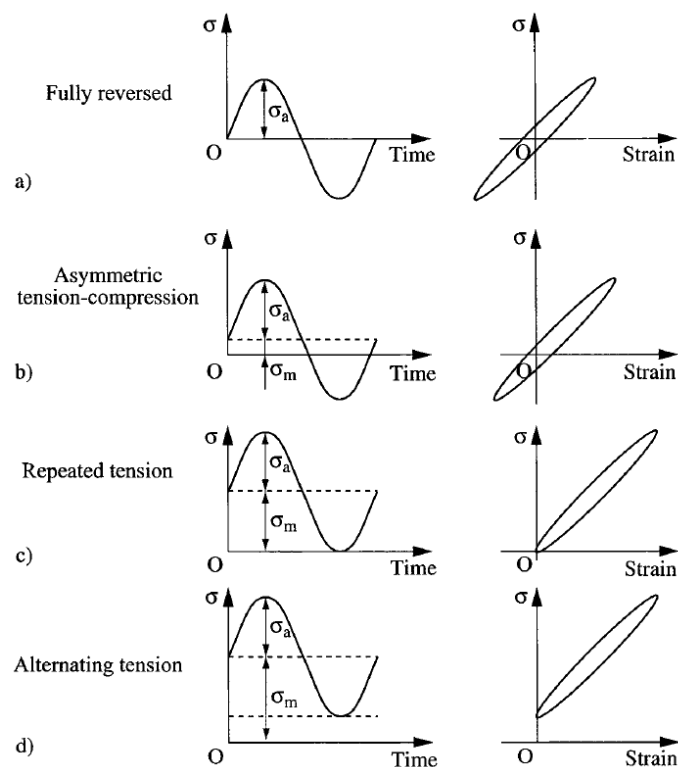 σ
σ
Fully reversed
σa
O
Time
O
Strain
a)
σ
σ
Asymmetric
tension-compression
σa
O
σm
Time
O
Strain
b)
σ
σ
Repeated tension
σa
σm
c)
O
Time
O
Strain
σ
σ
σa
Alternating tension
σm
d)
O
Time
O
Strain